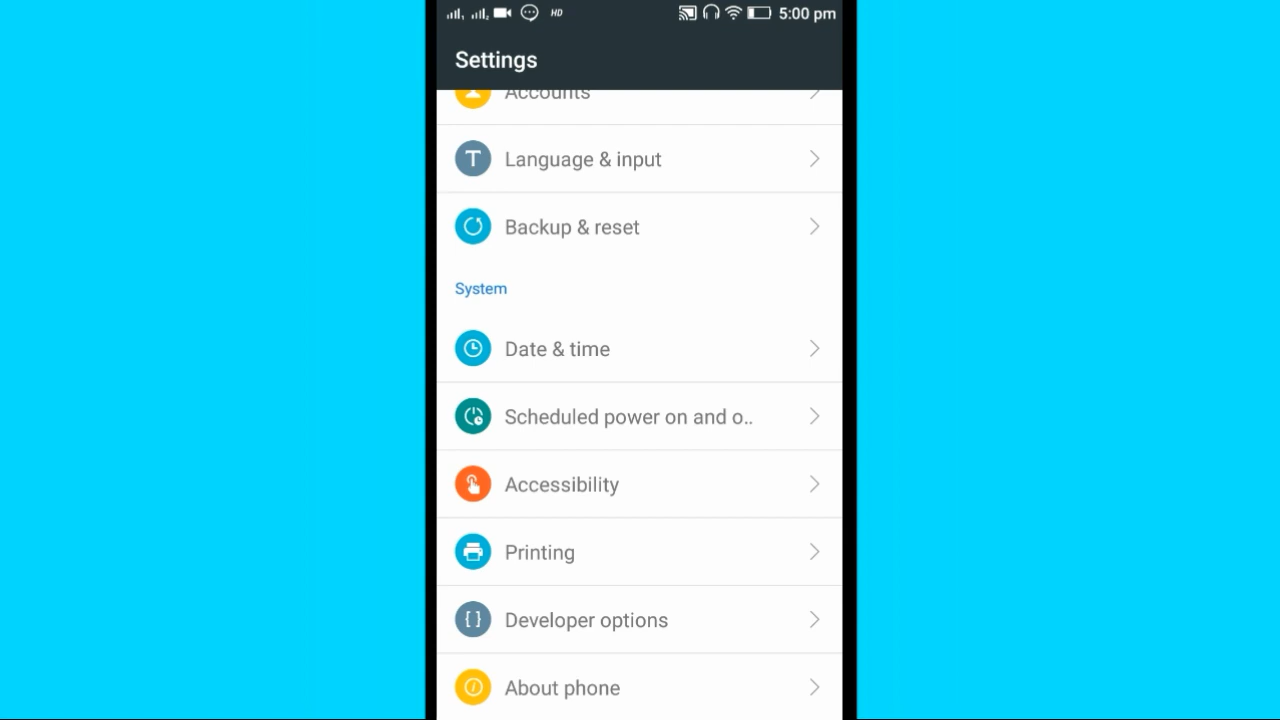 HD 5:00 pm
Settings
Accounts
Language & input
Backup & reset
System
Date & time
Scheduled power on and o..
Accessibility
Printing
Developer options
About phone